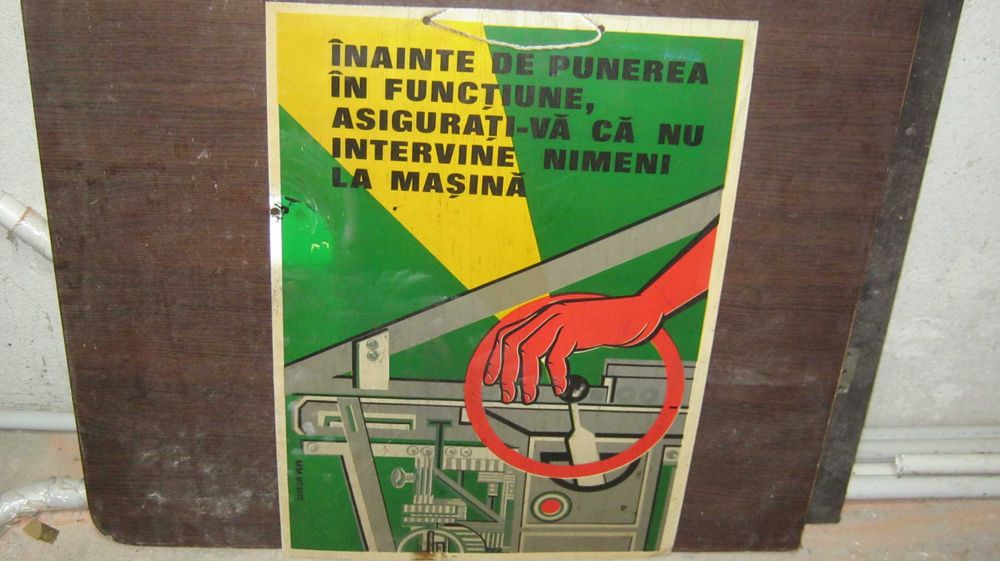 ÎNAINTE DE PUNEREA
ÎN FUNCȚIUNE,
ASIGURAȚI-VĂ CĂ NU
INTERVINE NIMENI
LA MAȘINĂ